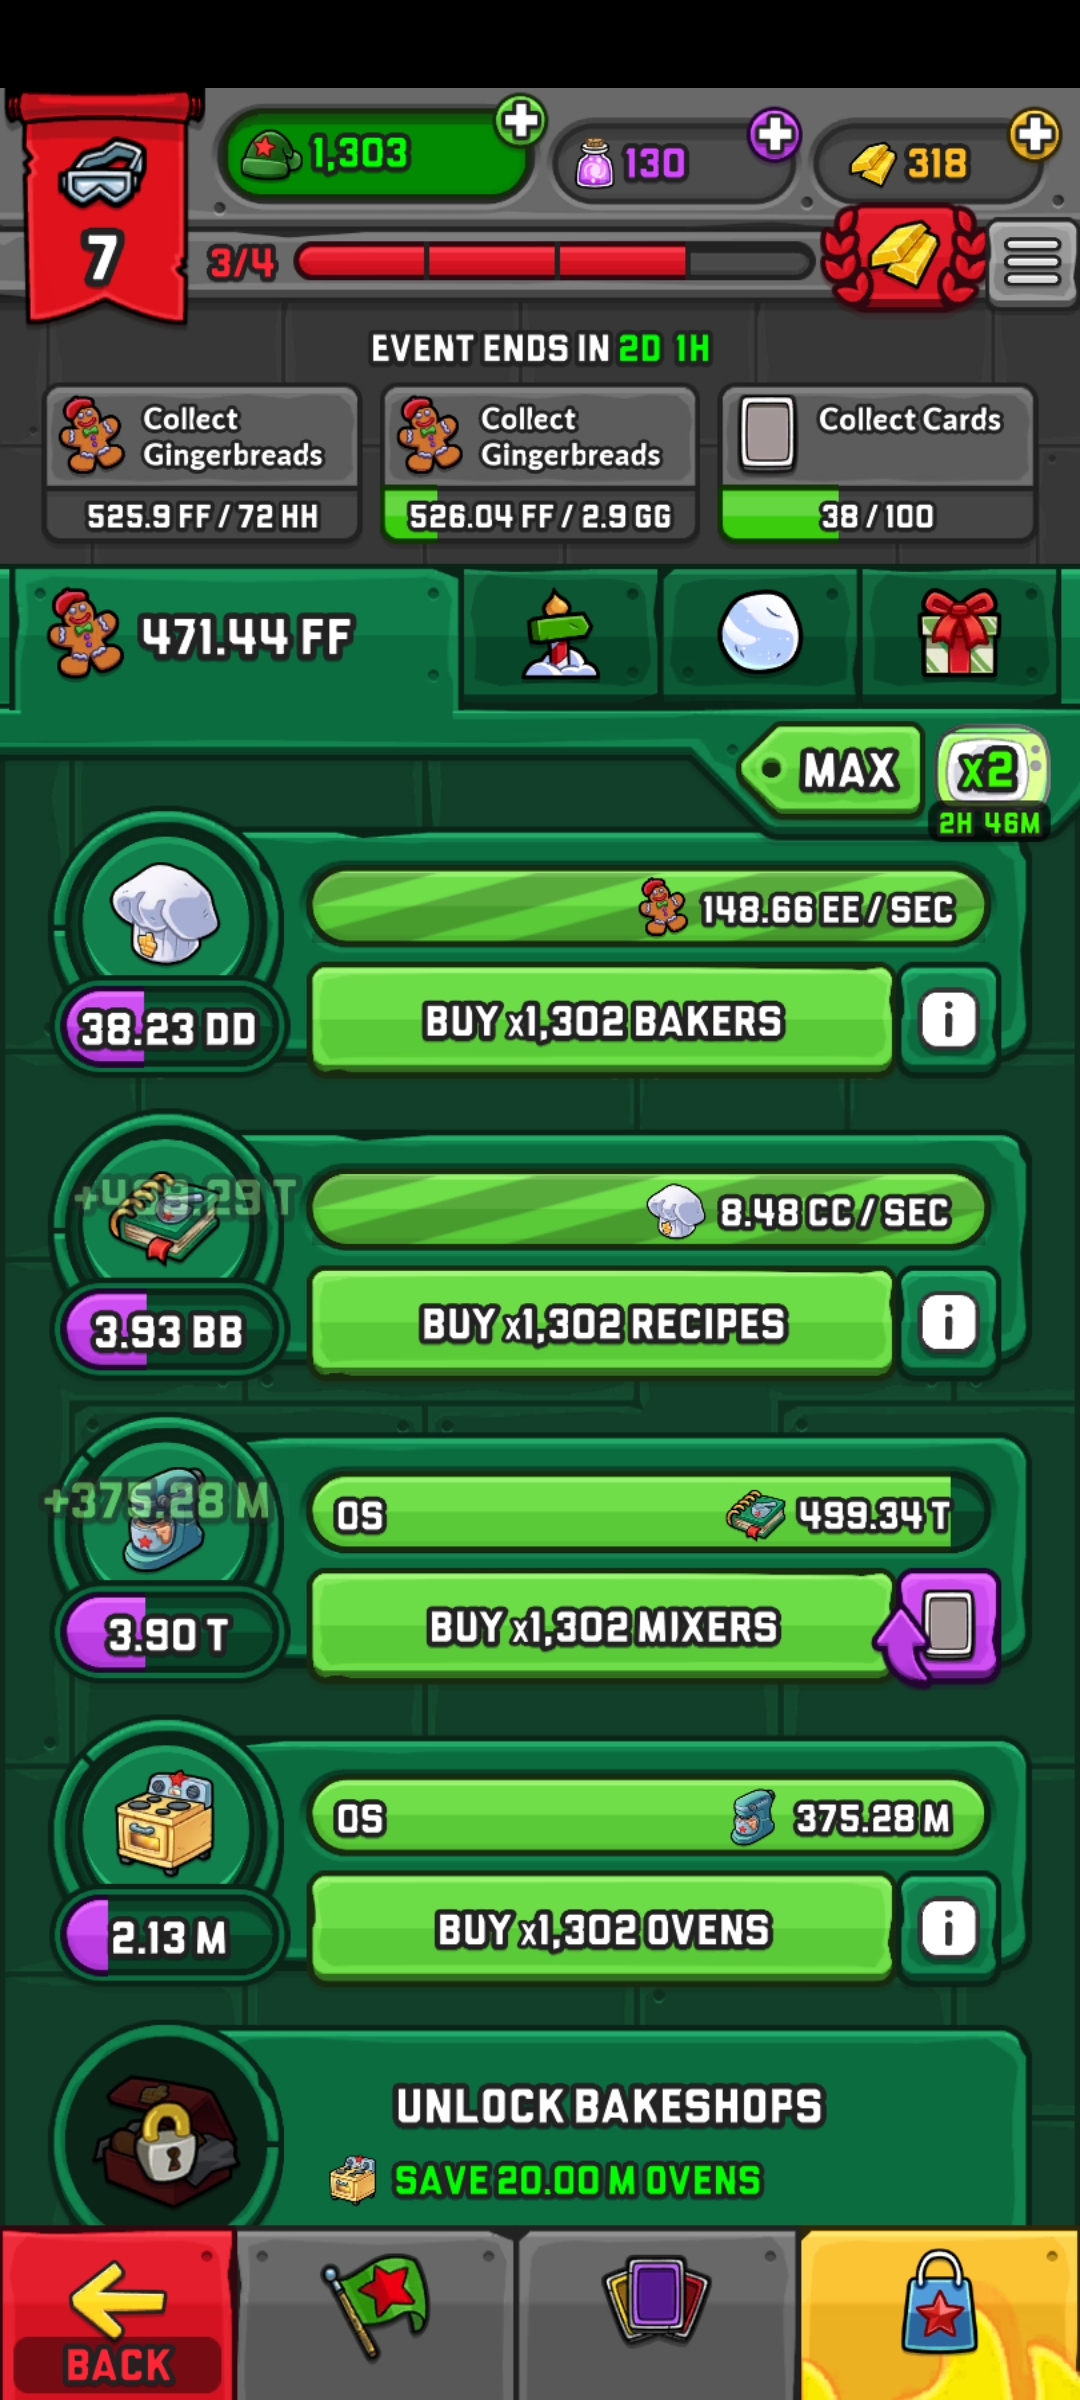 1,303
130
318
7
3/4
EVENT ENDS IN 2D 1H
Collect
Gingerbreads
525.9 FF / 72 HH
Collect
Gingerbreads
526.04 FF / 2.9 GG
Collect Cards
38 / 100
471.44 FF
MAX
x2
2H 46M
148.66 EE / SEC
38.23 DD
BUY x1,302 BAKERS
i
8.48 CC / SEC
3.93 BB
BUY x1,302 RECIPES
i
+375.28 M
0S
499.34 T
3.90 T
BUY x1,302 MIXERS
0S
375.28 M
2.13 M
BUY x1,302 OVENS
i
UNLOCK BAKESHOPS
SAVE 20.00 M OVENS
BACK